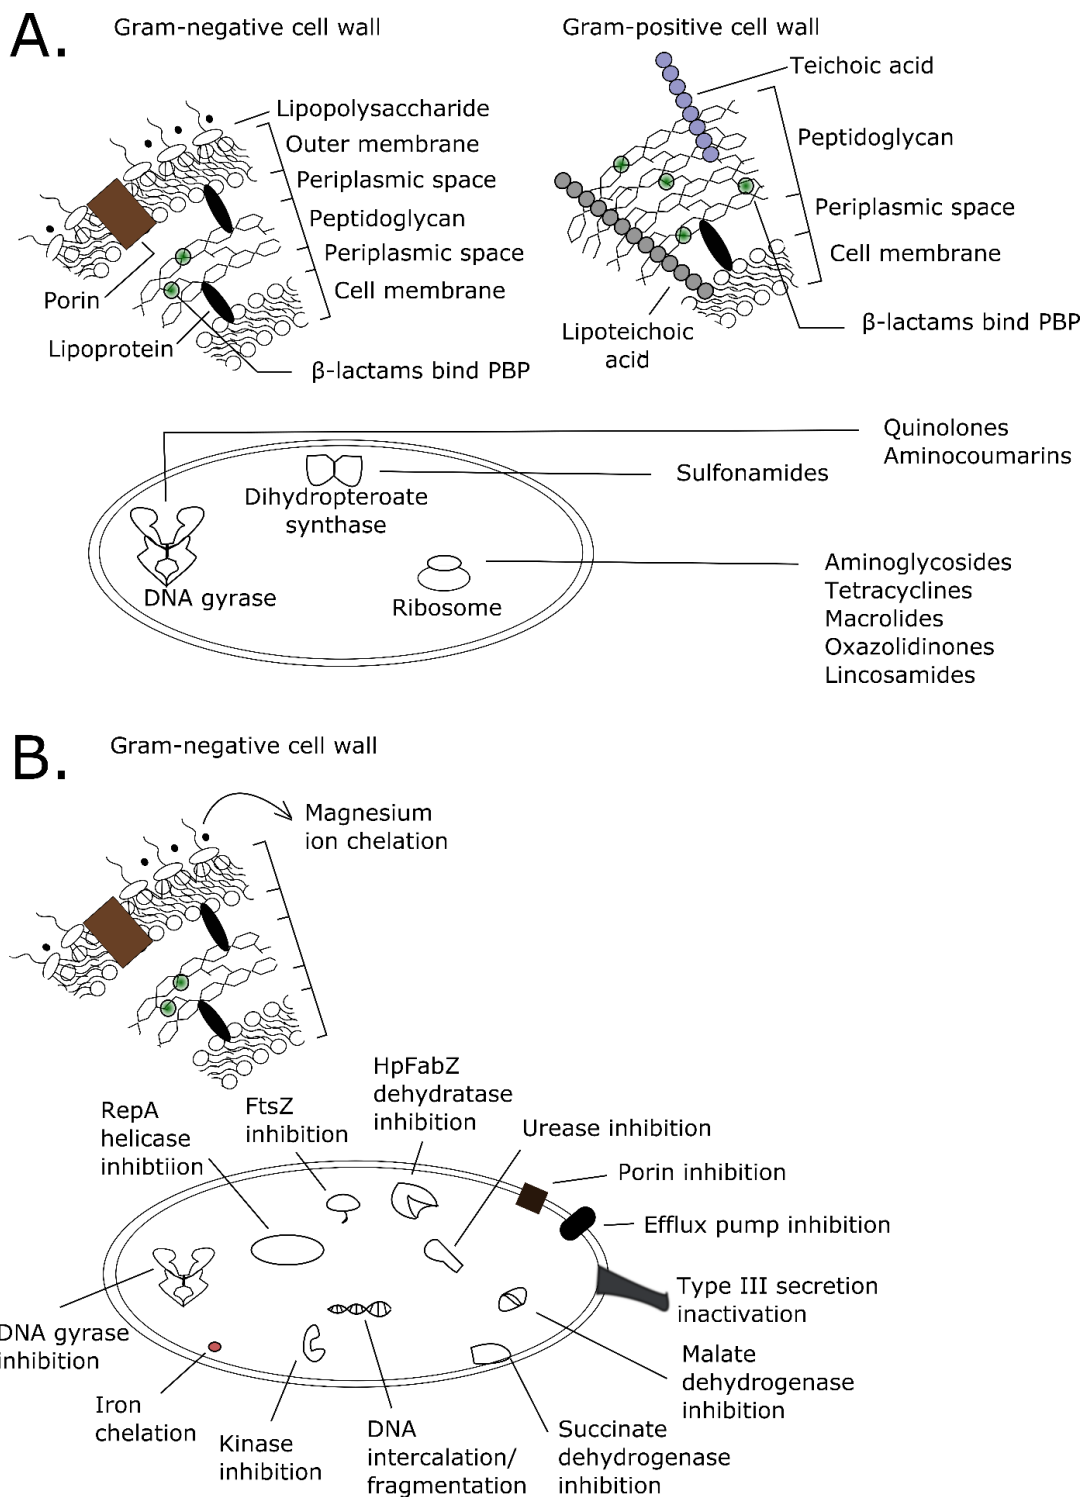 A.
Gram-negative cell wall
Gram-positive cell wall
Lipopolysaccharide
Outer membrane
Periplasmic space
Peptidoglycan
Periplasmic space
Cell membrane
Porin
Lipoprotein
β-lactams bind PBP
Teichoic acid
Peptidoglycan
Periplasmic space
Cell membrane
Lipoteichoic
acid
β-lactams bind PBP
Quinolones
Aminocoumarins
Sulfonamides
Dihydropteroate
synthase
DNA gyrase
Ribosome
Aminoglycosides
Tetracyclines
Macrolides
Oxazolidinones
Lincosamides
B.
Gram-negative cell wall
Magnesium
ion chelation
HpFabZ
dehydratase
inhibition
FtsZ
inhibition
RepA
helicase
inhibtiion
Urease inhibition
Porin inhibition
Efflux pump inhibition
Type III secretion
inactivation
Malate
dehydrogenase
inhibition
DNA gyrase
inhibition
Iron
chelation
Kinase
inhibition
DNA
intercalation/
fragmentation
Succinate
dehydrogenase
inhibition